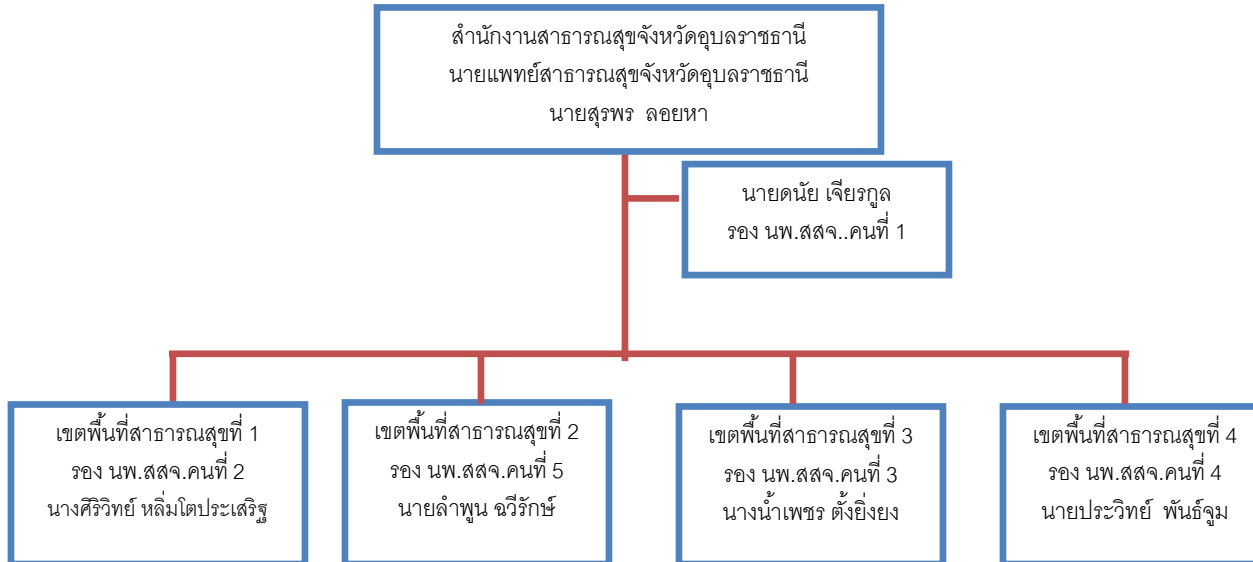 สำนักงานสาธารณสุขจังหวัดอุบลราชธานี
นายแพทย์สาธารณสุขจังหวัดอุบลราชธานี
นายสุรพร  ลอยหา
นายดนัย เจียรกูล
รอง นพ.สสจ..คนที่ 1
เขตพื้นที่สาธารณสุขที่ 1
รอง นพ.สสจ.คนที่ 2
นางศิริวิทย์ หลิ่มโตประเสริฐ
เขตพื้นที่สาธารณสุขที่ 2
รอง นพ.สสจ.คนที่ 5
นายลำพูน ฉวีรักษ์
เขตพื้นที่สาธารณสุขที่ 3
รอง นพ.สสจ.คนที่ 3
นางน้ำเพชร ตั้งยิ่งยง
เขตพื้นที่สาธารณสุขที่ 4
รอง นพ.สสจ.คนที่ 4
นายประวิทย์  พันธ์จูม